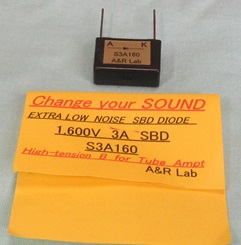 A K
S3A160
A&R Lab
Change your SOUND
EXTRA LOW NOISE SBD DIODE
1.600V 3A SBD
S3A160
High-tension B for Tube Ampt
A&R Lab